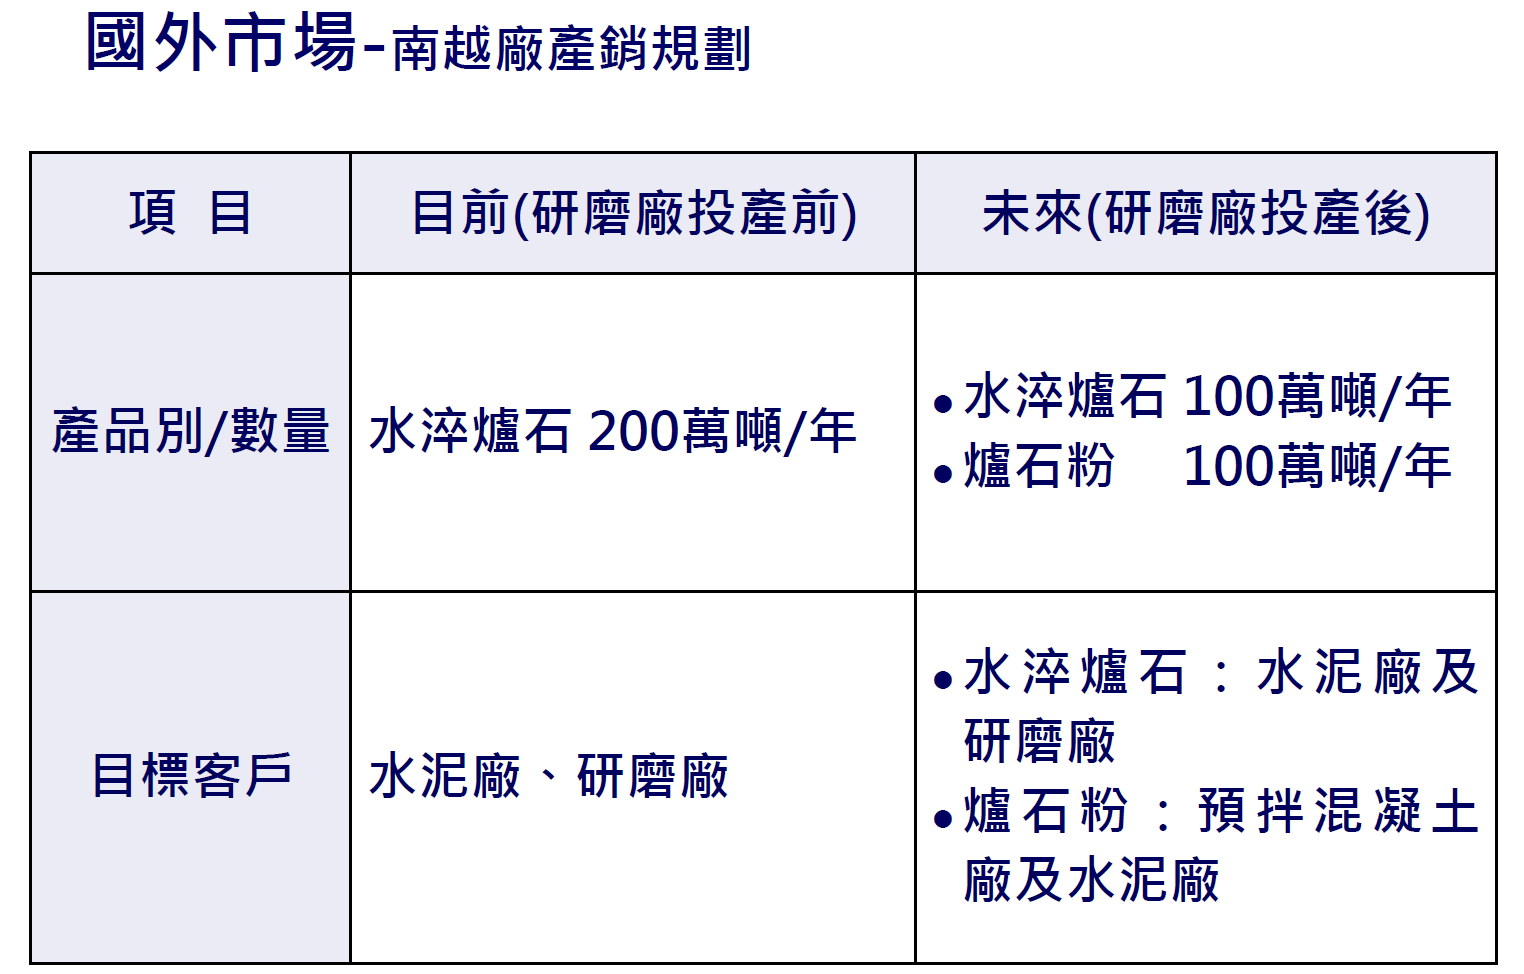 國外市場-南越廠產銷規劃
項 目
目前(研磨廠投產前)
未來(研磨廠投產後)
產品別/數量
水淬爐石 200萬噸/年
●水淬爐石 100萬噸/年
●爐石粉 100萬噸/年
目標客戶
水泥廠、研磨廠
●水淬爐石：水泥廠及
研磨廠
●爐石粉：預拌混凝土
廠及水泥廠